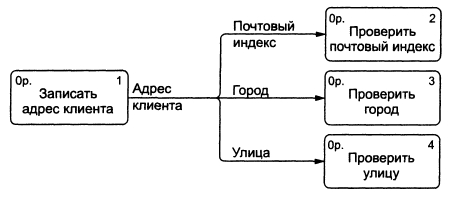 0р. 1
Записать
адрес клиента
Адрес
клиента
Почтовый
индекс
0р. 2
Проверить
почтовый индекс
Город
0р. 3
Проверить
город
Улица
0р. 4
Проверить
улицу